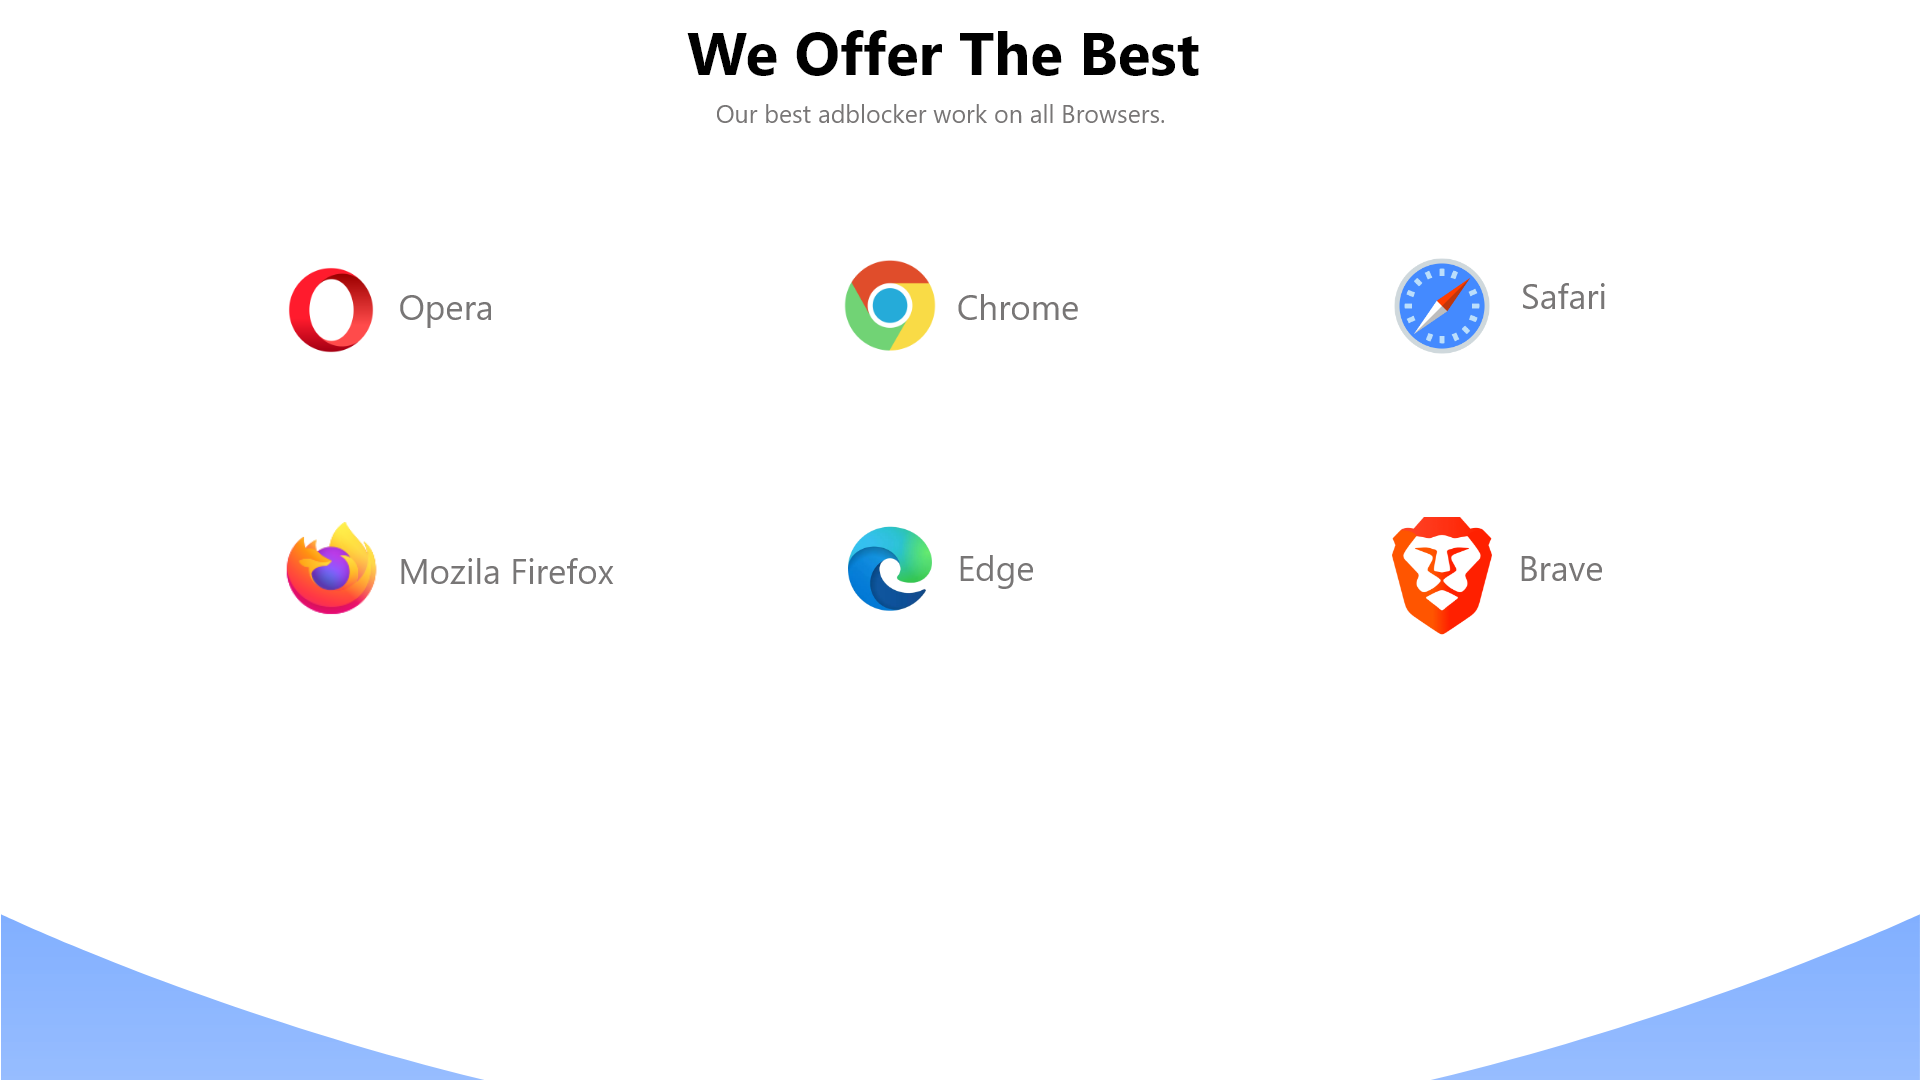 We Offer The Best
Our best adblocker work on all Browsers.
Opera
Chrome
Safari
Mozila Firefox
Edge
Brave